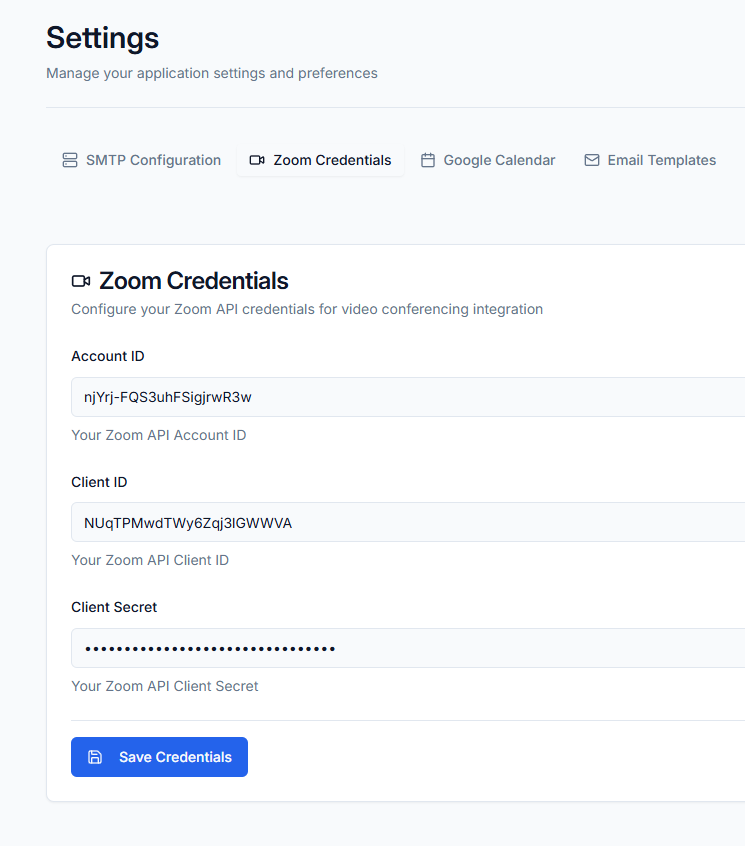 Settings
Manage your application settings and preferences
SMTP Configuration Zoom Credentials Google Calendar Email Templates
Zoom Credentials
Configure your Zoom API credentials for video conferencing integration
Account ID
njYrj-FQS3uhFSigjrwR3w
Your Zoom API Account ID
Client ID
NUqTPMwdTWy6Zqj3lGWWVA
Your Zoom API Client ID
Client Secret
••••••••••••••••••••••••••••••••
Your Zoom API Client Secret
Save Credentials